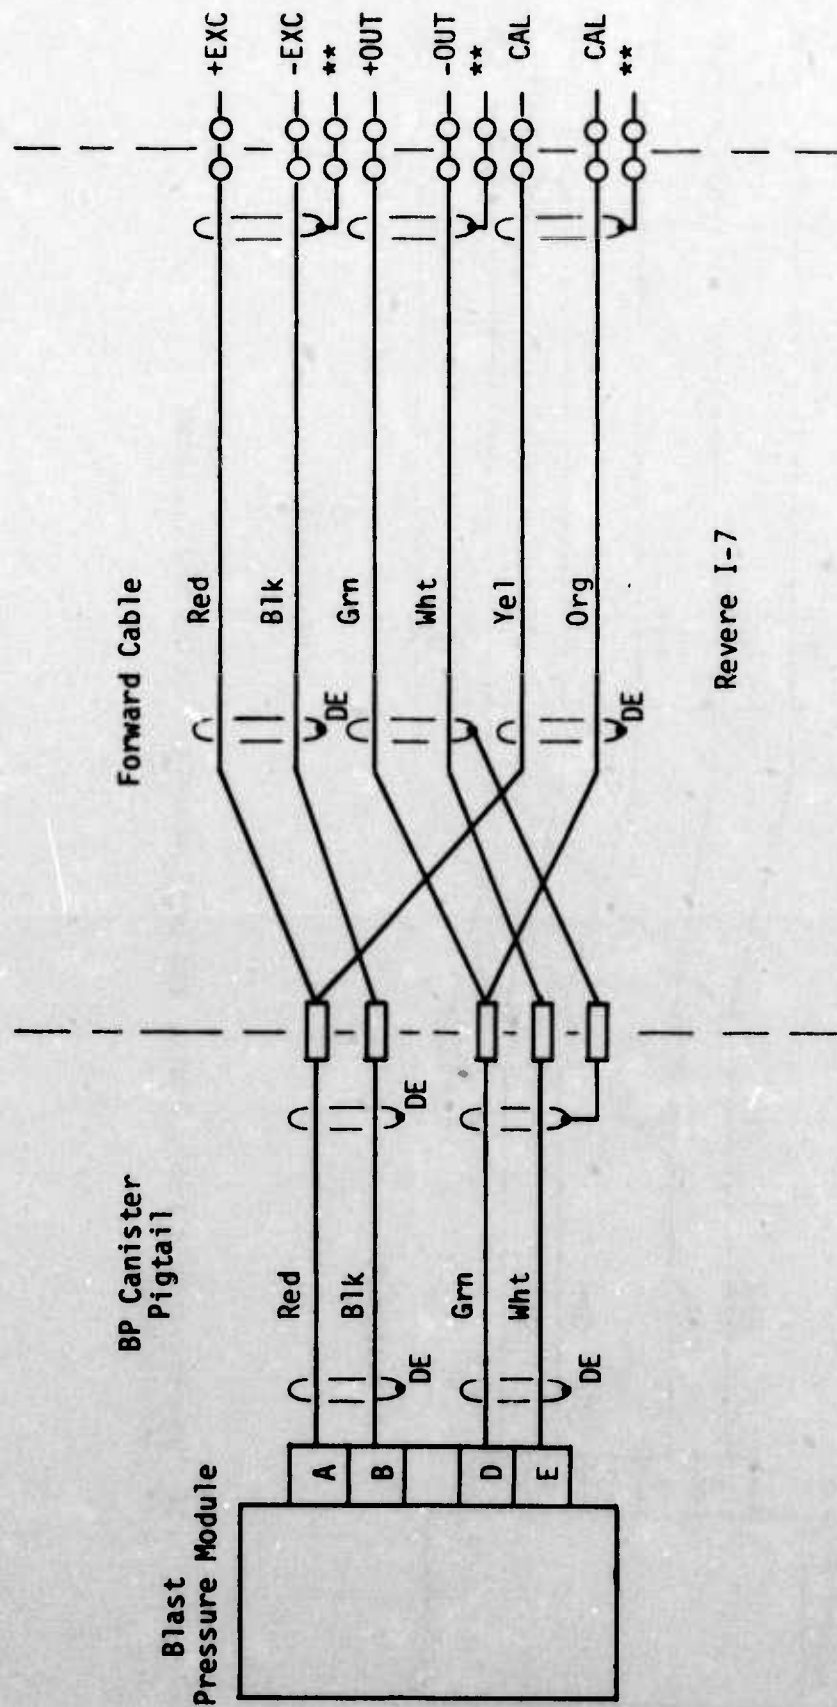 Blast
Pressure Module
A
B
D
E
BP Canister
Pigtail
Red
Blk
Grn
Wht
DE
DE
DE
Forward Cable
Red
Blk
Grn
Wht
Yel
Org
DE
DE
Revere I-7
+EXC
-EXC
**
+OUT
-OUT
**
CAL
CAL
**